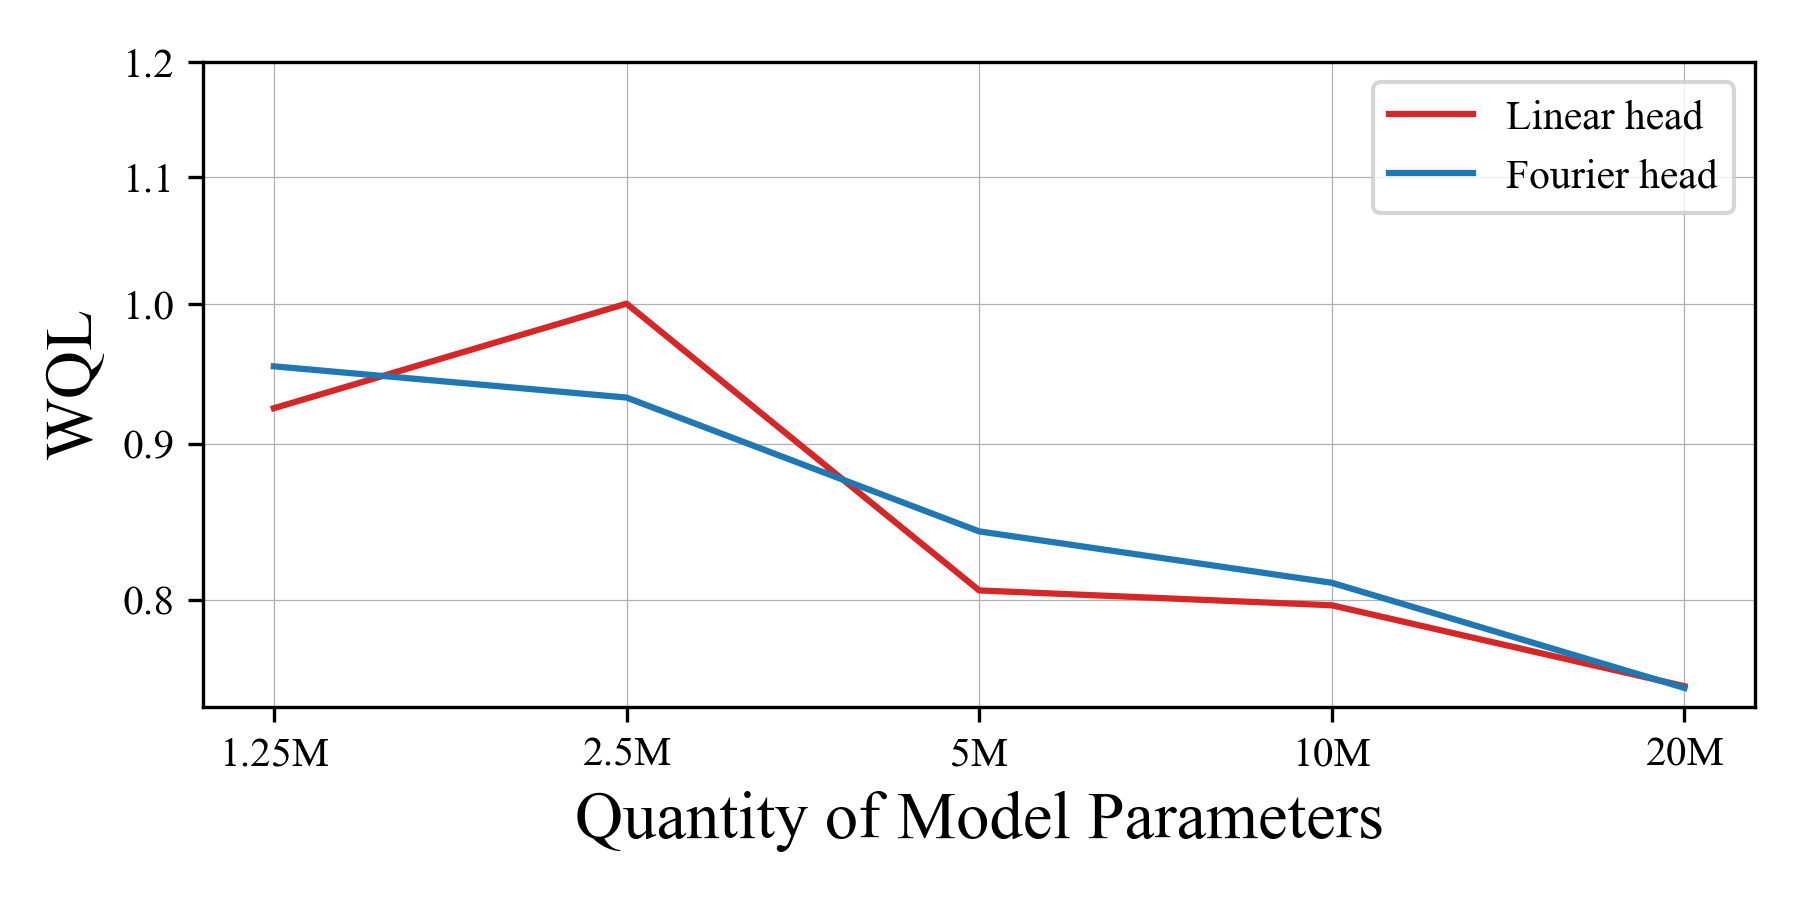 1.2
1.1
1.0
0.9
0.8
WQL
Linear head
Fourier head
1.25M 2.5M 5M 10M 20M
Quantity of Model Parameters